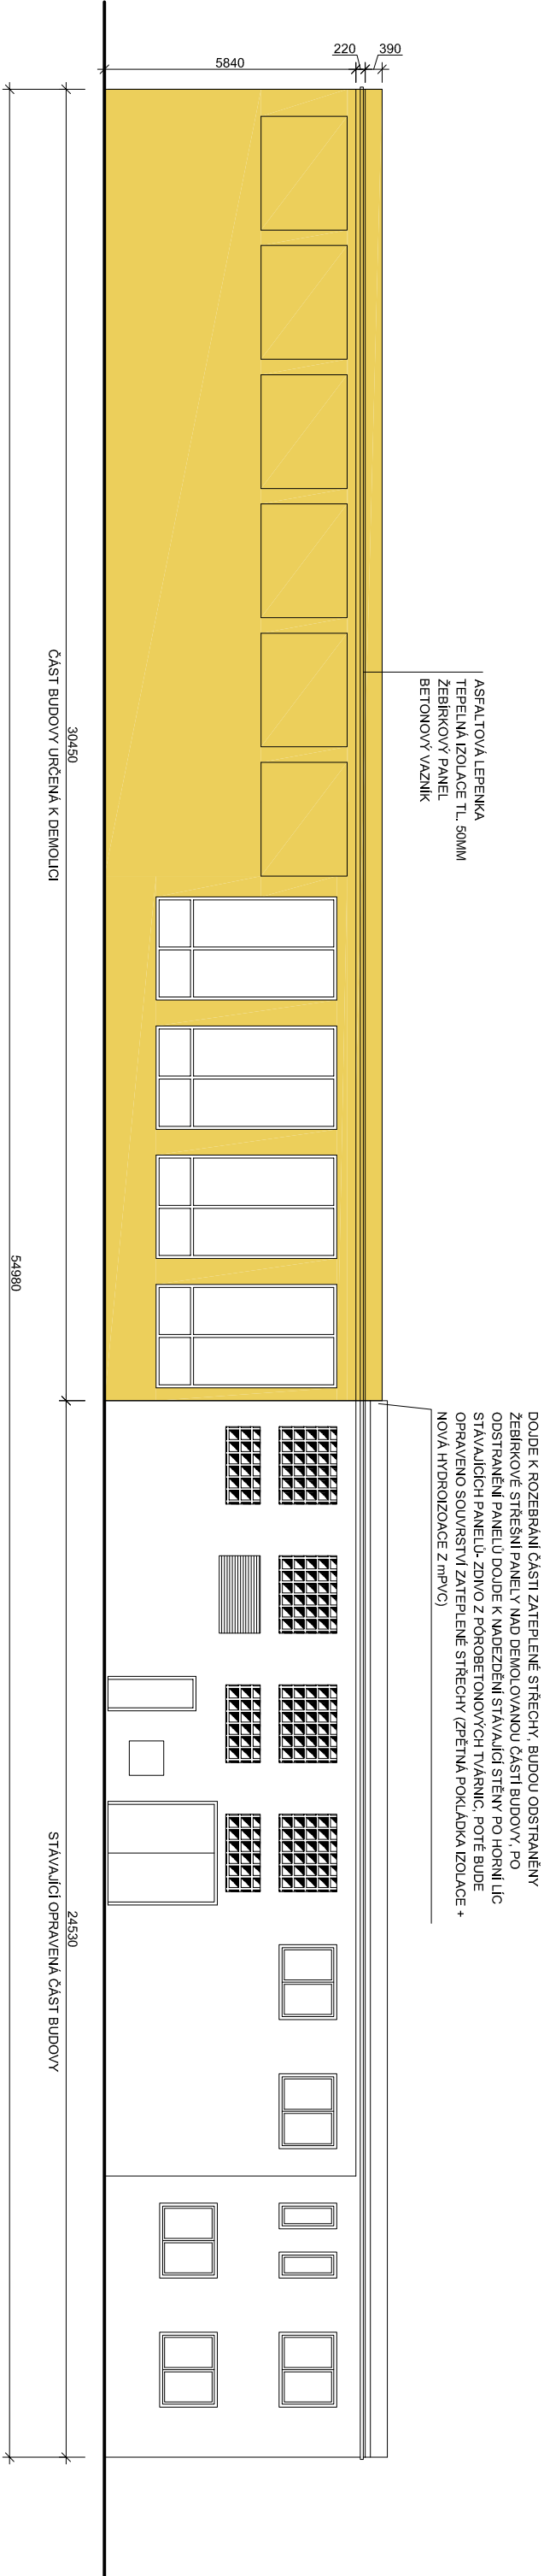 390
220
5840
ASFALTOVÁ LEPENKA
TEPELNÁ IZOLACE TL. 50MM
ŽEBÍRKOVÝ PANEL
BETONOVÝ VAZNÍK
DOJDE K ROZEBRÁNÍ ČÁSTI ZATEPLENÉ STŘECHY, BUDOU ODSTRANĚNY
ŽEBÍRKOVÉ STŘEŠNÍ PANELY NAD DEMOLOVANOU ČÁSTÍ BUDOVY, PO
ODSTRANĚNÍ PANELŮ DOJDE K NADEZDĚNÍ STÁVAJÍCÍ STĚNY PO HORNÍ LÍC
STÁVAJÍCÍCH PANELŮ- ZDIVO Z PÓROBETONOVÝCH TVÁRNIC, POTÉ BUDE
OPRAVENO SOUVRSTVÍ ZATEPLENÉ STŘECHY (ZPĚTNÁ POKLÁDKA IZOLACE +
NOVÁ HYDROIZOACE Z mPVC)
30450
ČÁST BUDOVY URČENÁ K DEMOLICI
24530
STÁVAJÍCÍ OPRAVENÁ ČÁST BUDOVY
54980